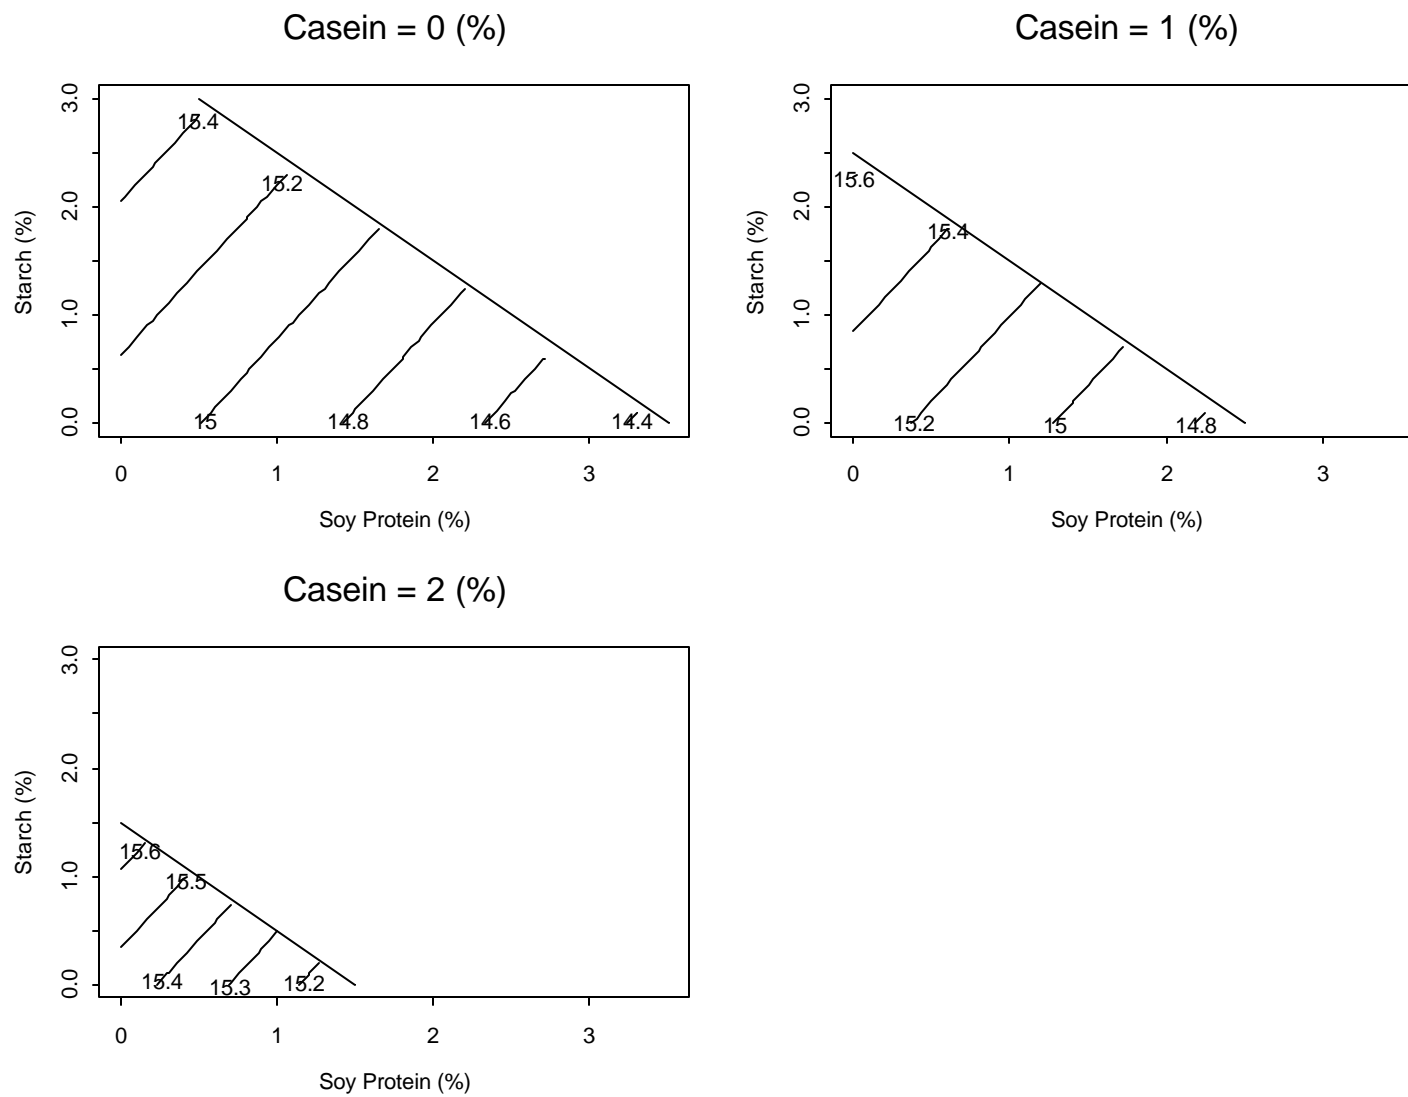 Casein = 0 (%)
Starch (%)
3.0
2.0
1.0
0.0
15.4
15.2
15
14.8
14.6
14.4
0 1 2 3
Soy Protein (%)
Casein = 1 (%)
Starch (%)
3.0
2.0
1.0
0.0
15.6
15.4
15.2
15
14.8
0 1 2 3
Soy Protein (%)
Casein = 2 (%)
Starch (%)
3.0
2.0
1.0
0.0
15.6
15.5
15.4
15.3
15.2
0 1 2 3
Soy Protein (%)